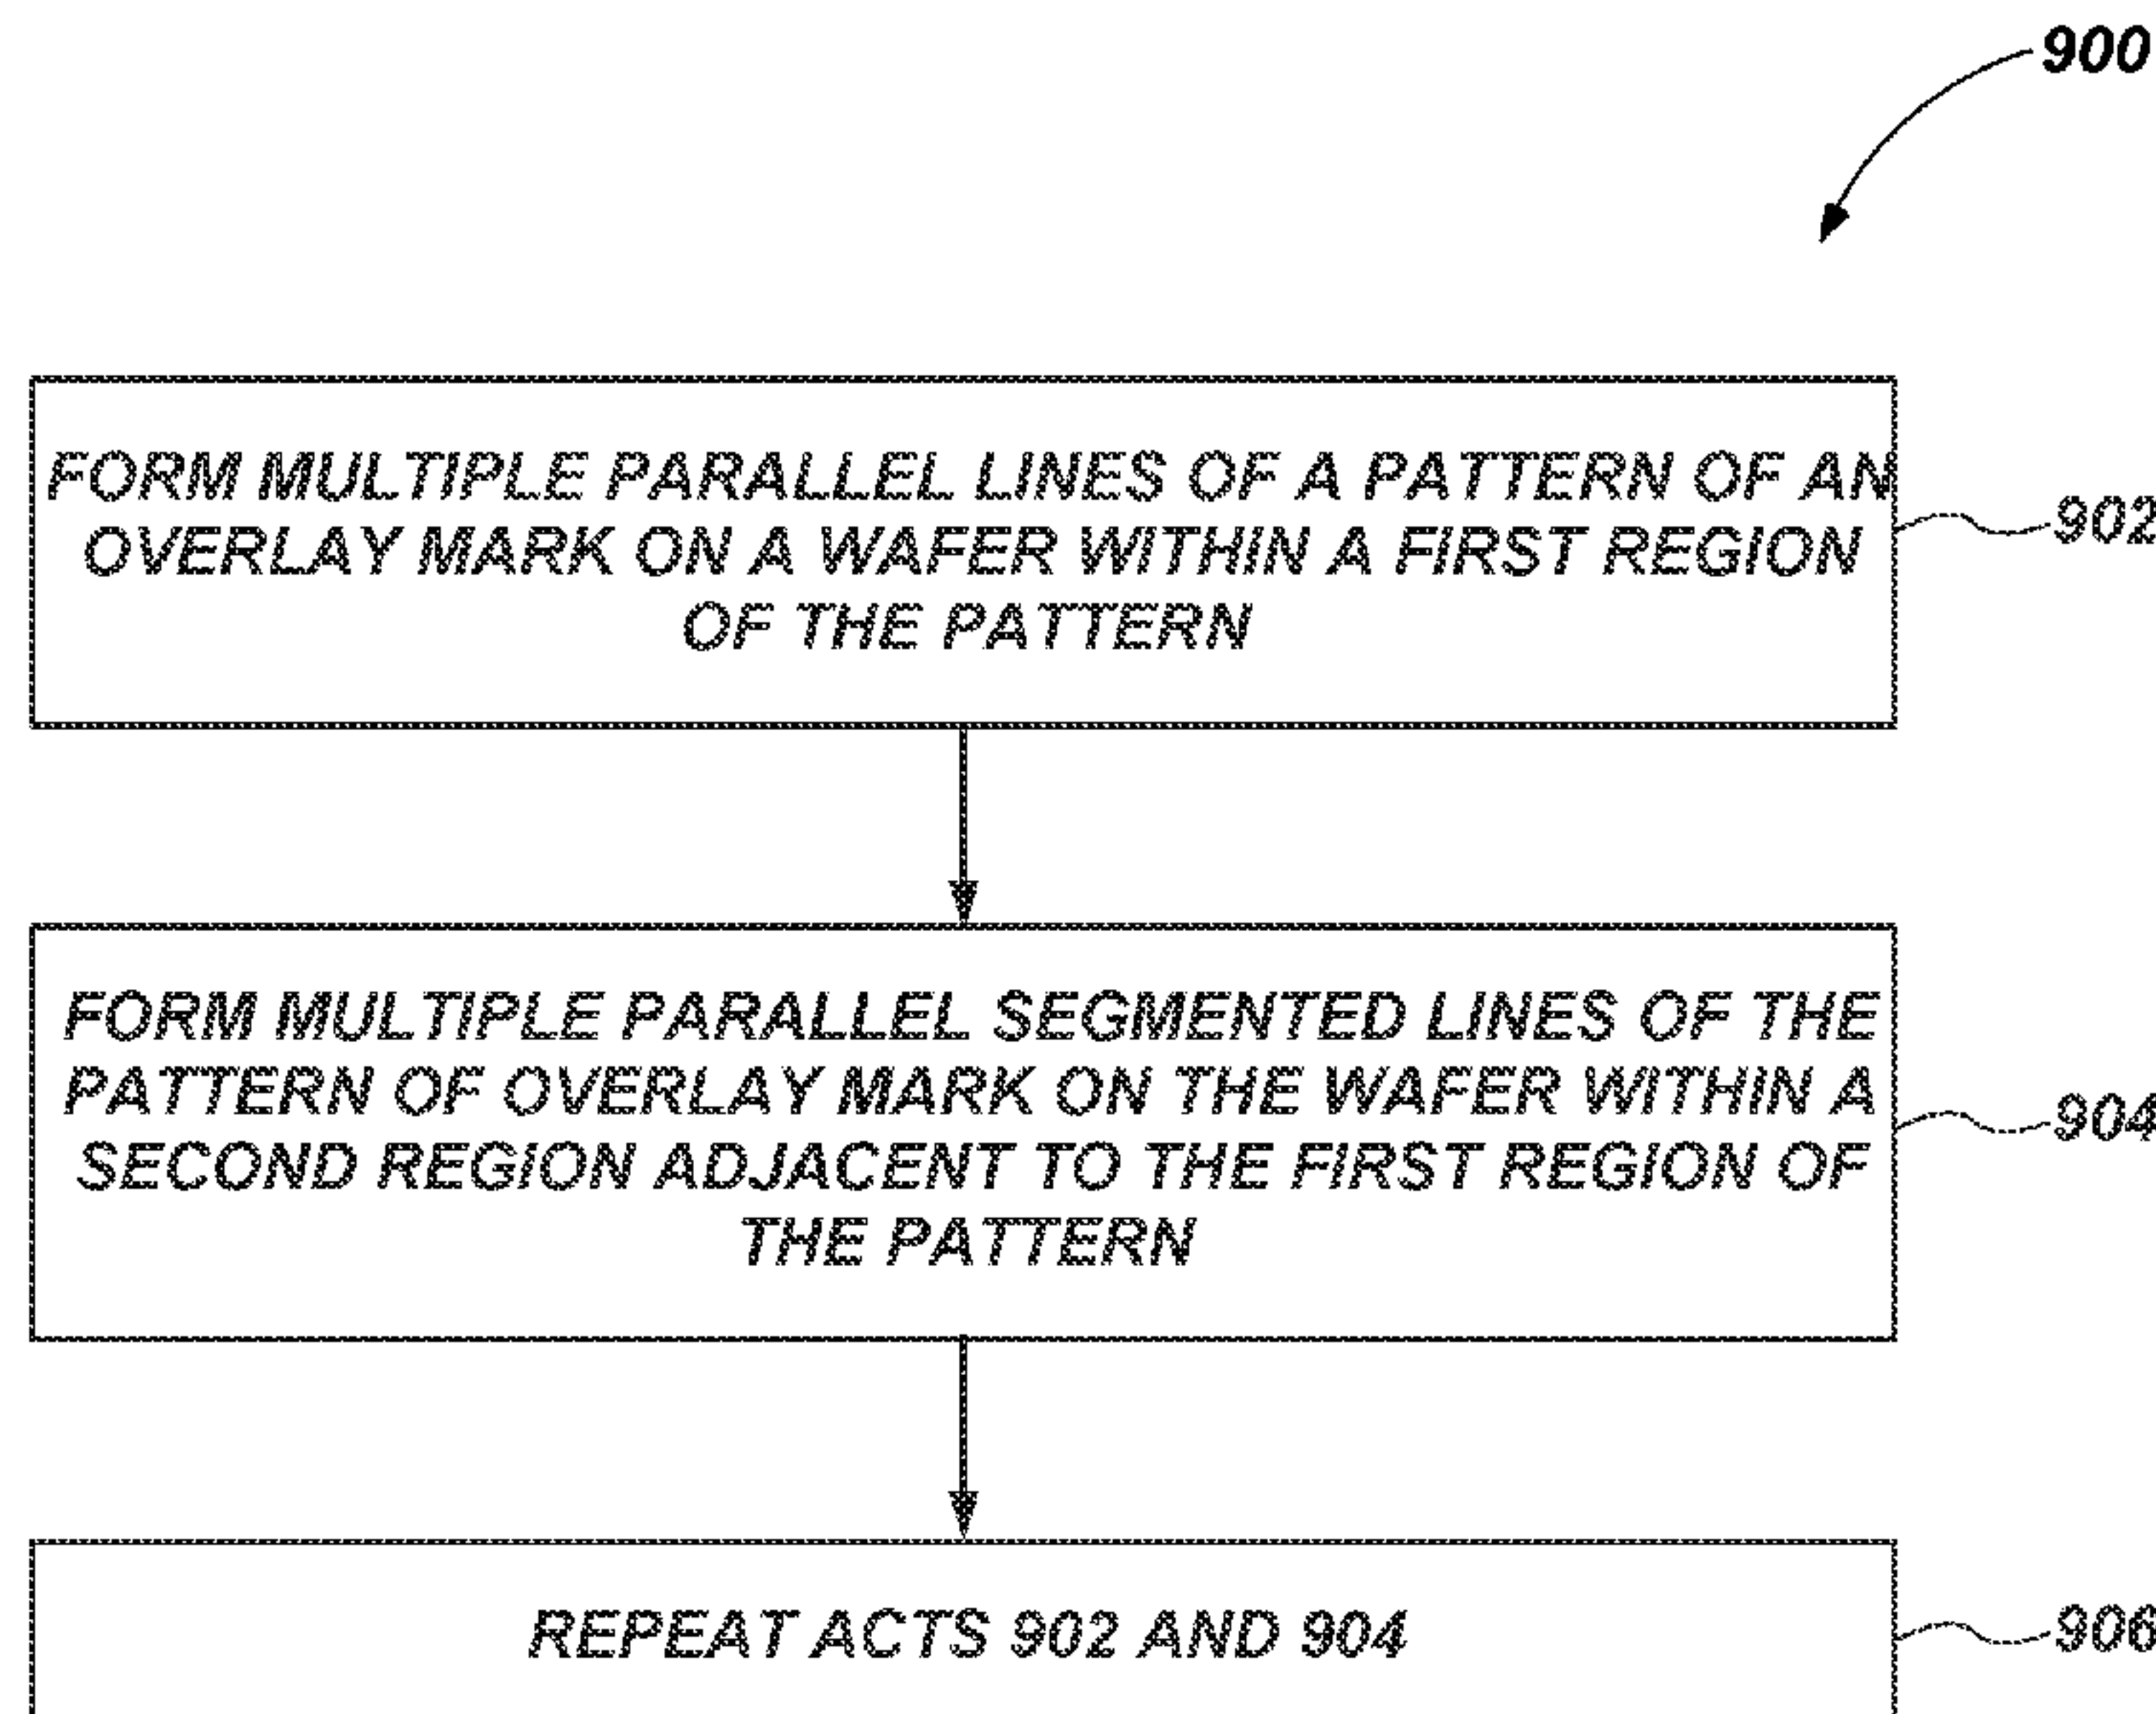 900
FORM MULTIPLE PARALLEL LINES OF A PATTERN OF AN
OVERLAY MARK ON A WAFER WITHIN A FIRST REGION
OF THE PATTERN
902
FORM MULTIPLE PARALLEL SEGMENTED LINES OF THE
PATTERN OF OVERLAY MARK ON THE WAFER WITHIN A
SECOND REGION ADJACENT TO THE FIRST REGION OF
THE PATTERN
904
REPEAT ACTS 902 AND 904
906